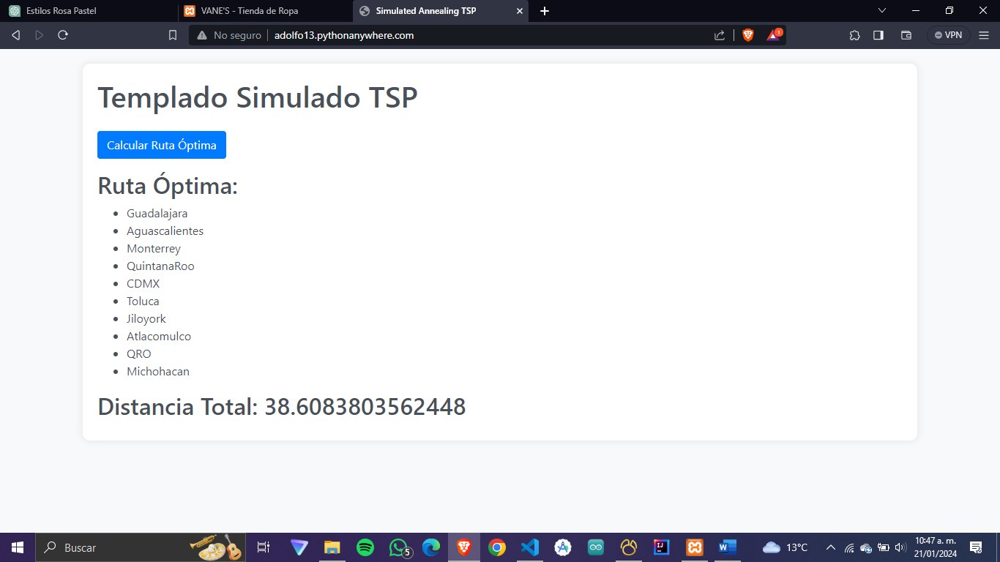 Estilos Rosa Pastel
VANE'S - Tienda de Ropa
Simulated Annealing TSP
No seguro
adolfo13.pythonanywhere.com
1
VPN
Templado Simulado TSP
Calcular Ruta Óptima
Ruta Óptima:
Guadalajara
Aguascalientes
Monterrey
QuintanaRoo
CDMX
Toluca
Jiloyork
Atlacomulco
QRO
Michohacan
Distancia Total: 38.6083803562448
Buscar
5
13°C
10:47 a. m.
21/01/2024